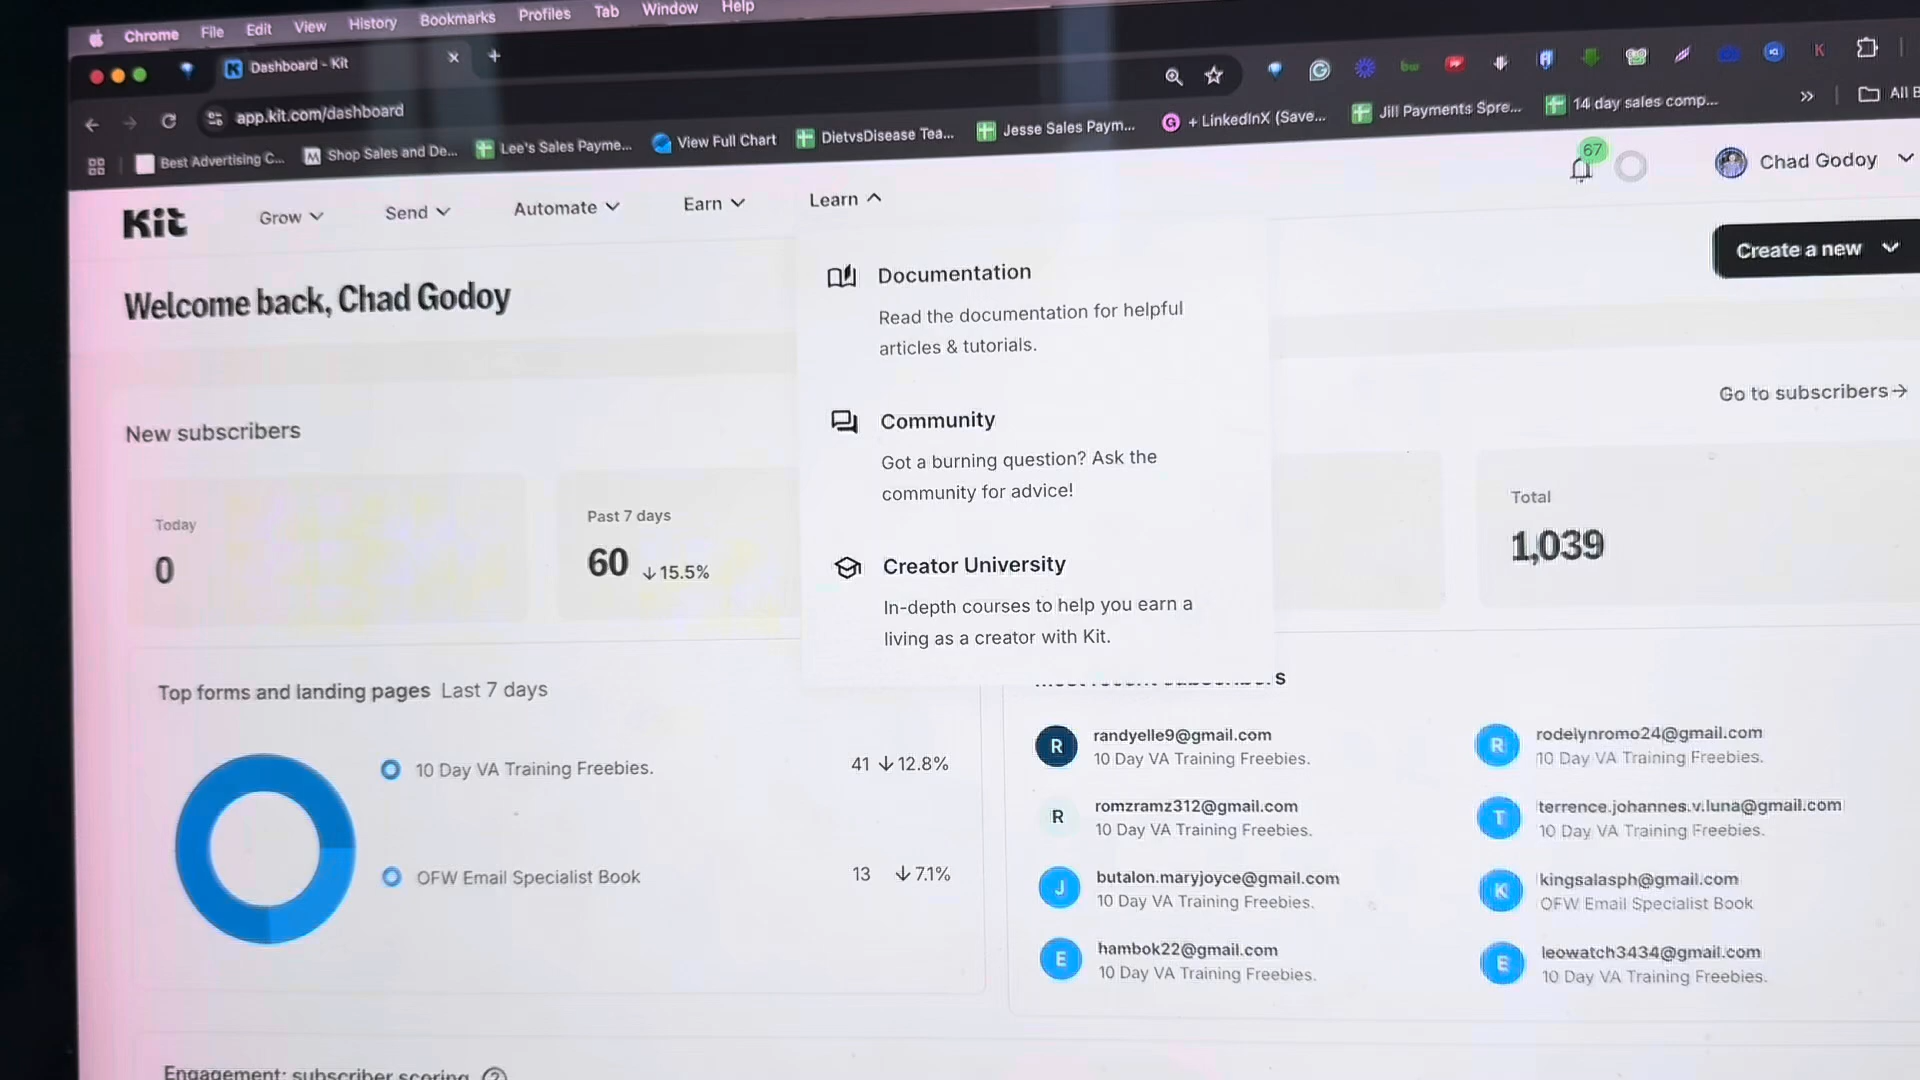 Chrome File Edit View History Bookmarks Profiles Tab Window Help
Dashboard - Kit
app.kit.com/dashboard
Best Advertising C... Shop Sales and De... Lee's Sales Payme... View Full Chart DietvsDisease Tea... Jesse Sales Paym... + LinkedInX (Save... Jill Payments Spre... 14 day sales comp... All B
Kit Grow Send Automate Earn Learn 67 Chad Godoy
Welcome back, Chad Godoy
Create a new
Documentation
Read the documentation for helpful
articles & tutorials.
Community
Got a burning question? Ask the
community for advice!
Creator University
In-depth courses to help you earn a
living as a creator with Kit.
New subscribers
Go to subscribers→
Today
0
Past 7 days
60 ↓15.5%
Total
1,039
Top forms and landing pages Last 7 days
10 Day VA Training Freebies. 41 ↓12.8%
OFW Email Specialist Book 13 ↓7.1%
R randyelle9@gmail.com
10 Day VA Training Freebies.
R romzramz312@gmail.com
10 Day VA Training Freebies.
J butalon.maryjoyce@gmail.com
10 Day VA Training Freebies.
E hambok22@gmail.com
10 Day VA Training Freebies.
R rodelynromo24@gmail.com
10 Day VA Training Freebies.
T terrence.johannes.v.luna@gmail.com
10 Day VA Training Freebies.
K kingsalasph@gmail.com
OFW Email Specialist Book
E leowatch3434@gmail.com
10 Day VA Training Freebies.
Engagement: subscriber scoring